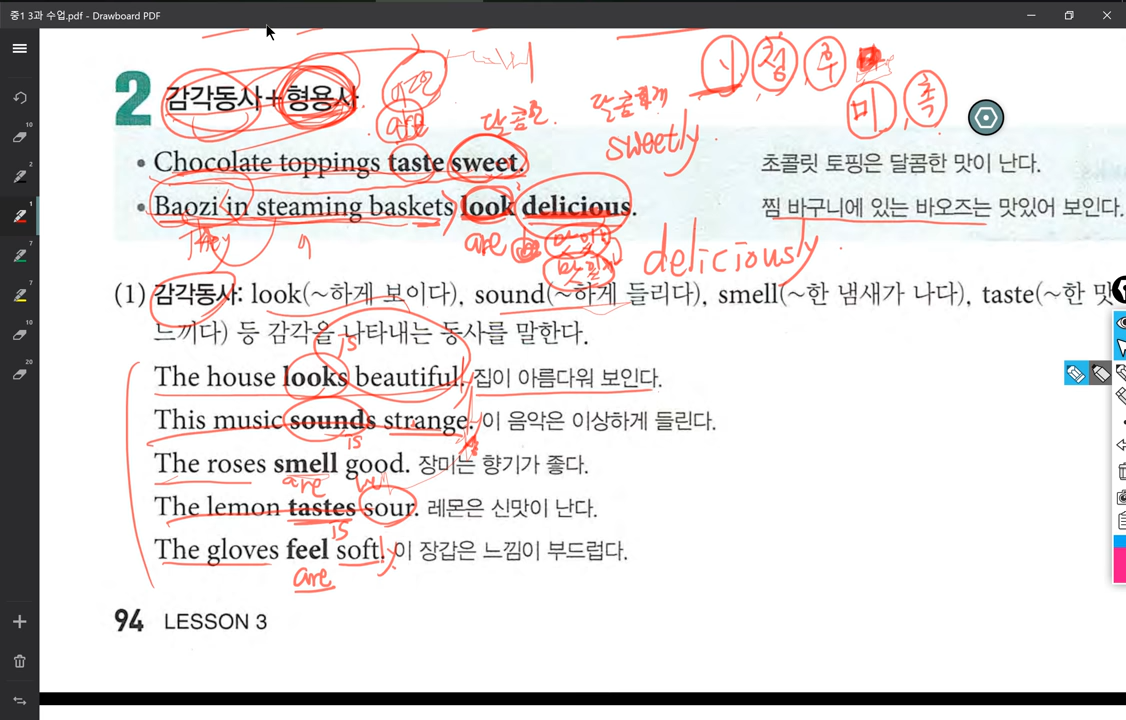 중1 3과 수업.pdf - Drawboard PDF
시 청 후
미 촉
2 감각동사+형용사
are
달콤한
달콤하게
sweetly
• Chocolate toppings taste sweet. 초콜릿 토핑은 달콤한 맛이 난다.
• Baozi in steaming baskets look delicious. 찜 바구니에 있는 바오즈는 맛있어 보인다.
They
are
deliciously
(1) 감각동사: look(~하게 보이다), sound(~하게 들리다), smell(~한 냄새가 나다), taste(~한 맛
느끼다) 등 감각을 나타내는 동사를 말한다.
is
The house looks beautiful. 집이 아름다워 보인다.
This music sounds strange. 이 음악은 이상하게 들린다.
is
The roses smell good. 장미는 향기가 좋다.
are
The lemon tastes sour. 레몬은 신맛이 난다.
is
The gloves feel soft. 이 장갑은 느낌이 부드럽다.
ly
are
94 LESSON 3
10
2
1
7
7
10
20